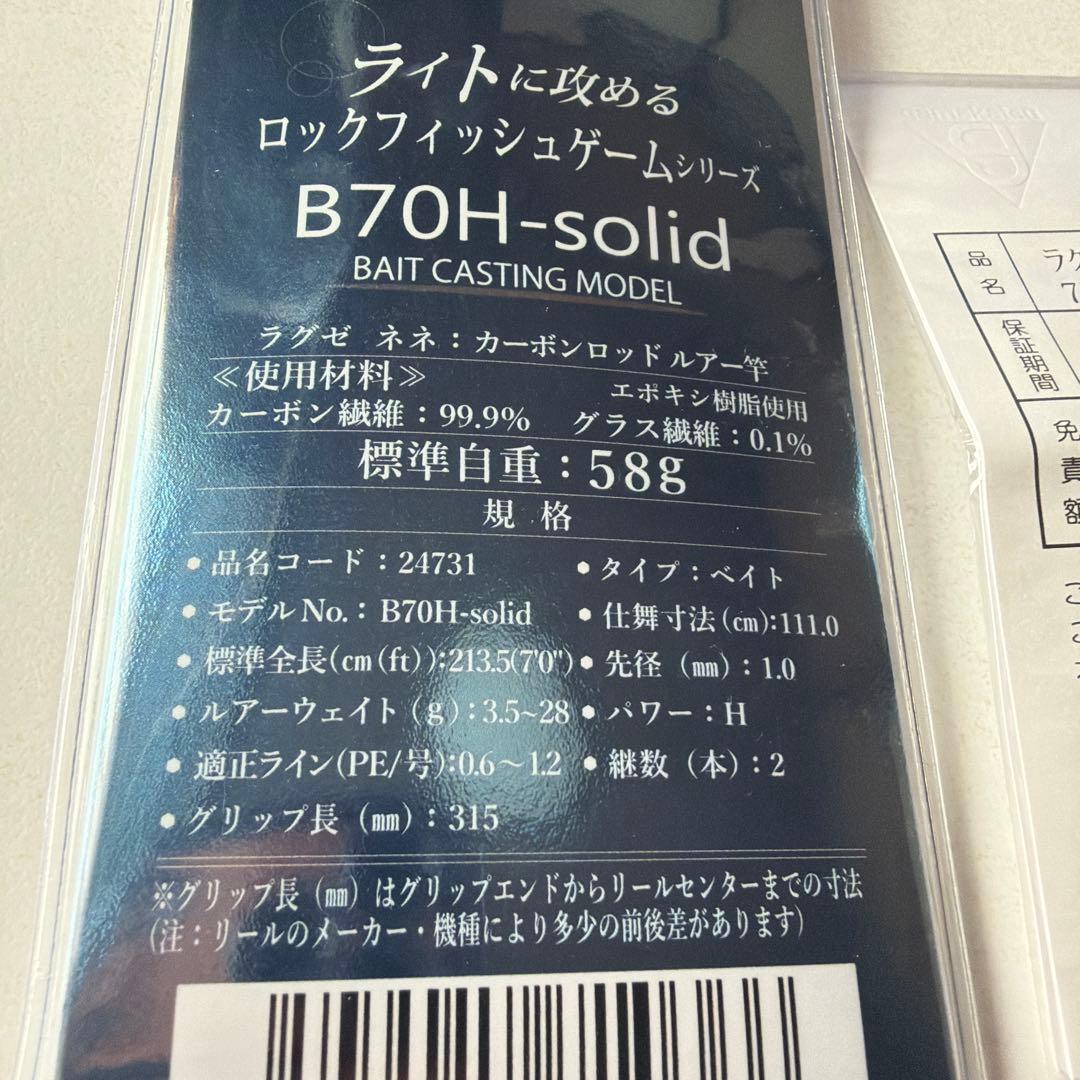 ライトに攻める
ロックフィッシュゲームシリーズ
B70H-solid
BAIT CASTING MODEL
ラグゼ ネネ：カーボンロッド ルアー竿
≪使用材料≫ エポキシ樹脂使用
カーボン繊維：99.9% グラス繊維：0.1%
標準自重：58g
規 格
・品名コード：24731 ・タイプ：ベイト
・モデルNo.：B70H-solid ・仕舞寸法(㎝):111.0
・標準全長(㎝(ft)):213.5(7'0") ・先径（㎜）：1.0
・ルアーウェイト（g）：3.5~28 ・パワー：H
・適正ライン(PE/号):0.6～1.2 ・継数（本）：2
・グリップ長（㎜）：315
※グリップ長（㎜）はグリップエンドからリールセンターまでの寸法
(注：リールのメーカー・機種により多少の前後差があります)
品名
ラグ
7
保証期間
免
責
額